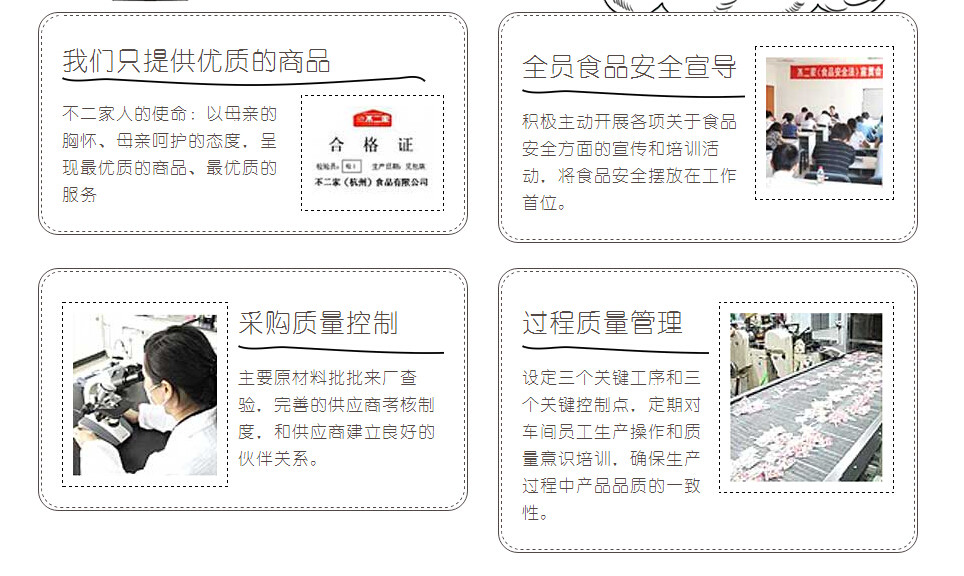 我们只提供优质的商品
不二家人的使命：以母亲的
胸怀、母亲呵护的态度，呈
现最优质的商品、最优质的
服务
不二家
合格证
检验员：检1 生产日期：见包装
不二家（杭州）食品有限公司
全员食品安全宣导
积极主动开展各项关于食品
安全方面的宣传和培训活
动，将食品安全摆放在工作
首位。
不二家《食品安全法》宣贯会
采购质量控制
主要原材料批批来厂查
验，完善的供应商考核制
度，和供应商建立良好的
伙伴关系。
过程质量管理
设定三个关键工序和三
个关键控制点，定期对
车间员工生产操作和质
量意识培训，确保生产
过程中产品品质的一致
性。